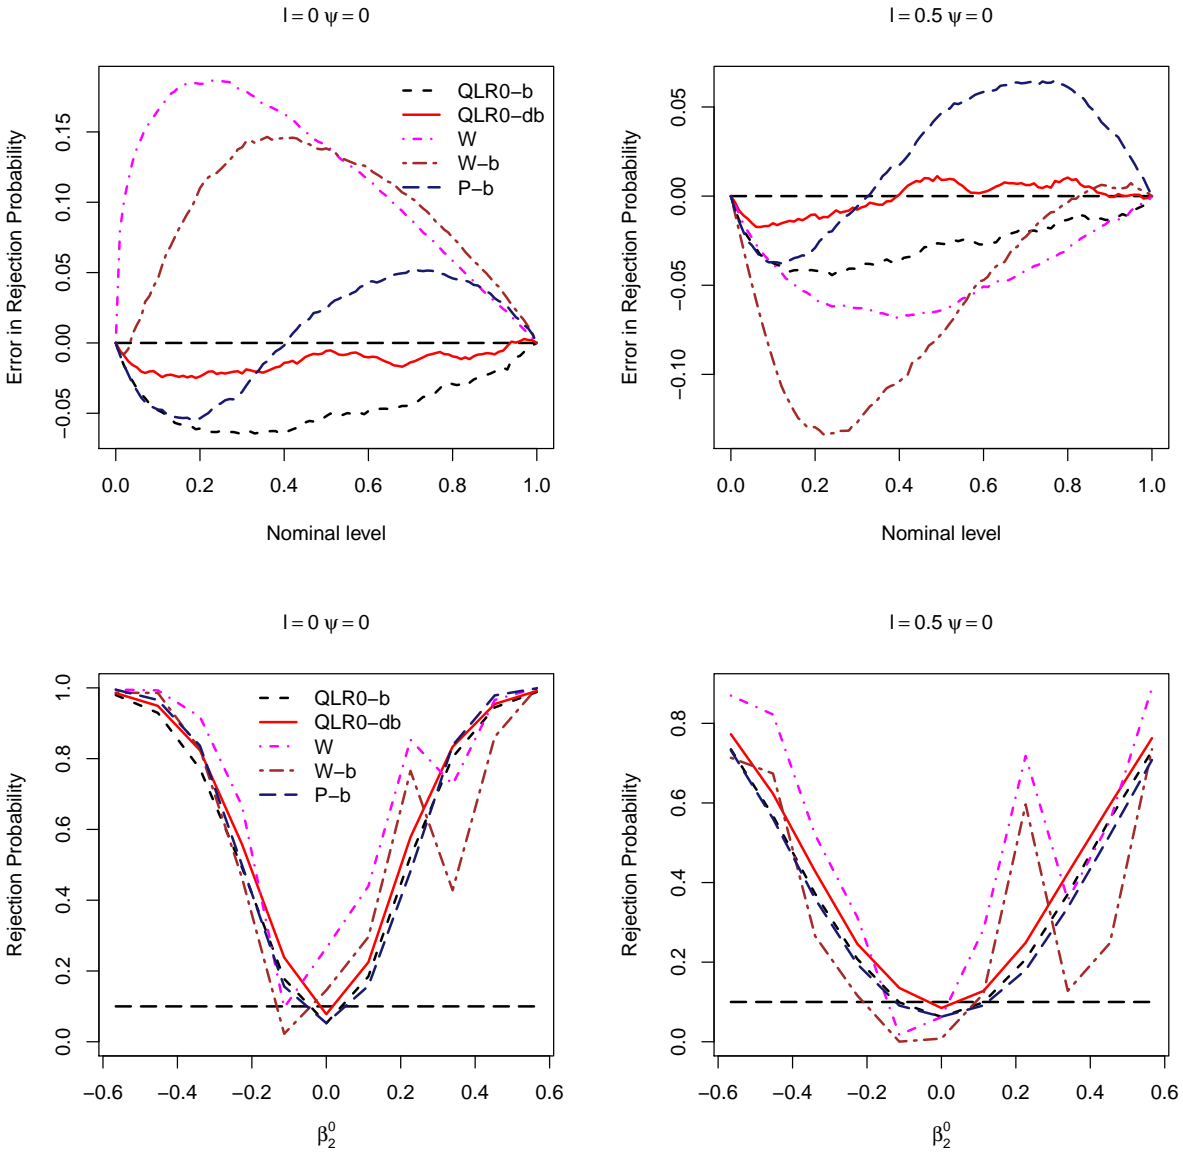 l = 0 ψ = 0
Error in Rejection Probability
0.15
0.10
0.05
0.00
−0.05
QLR0−b
QLR0−db
W
W−b
P−b
0.0 0.2 0.4 0.6 0.8 1.0
Nominal level
l = 0.5 ψ = 0
Error in Rejection Probability
0.05
0.00
−0.05
−0.10
0.0 0.2 0.4 0.6 0.8 1.0
Nominal level
l = 0 ψ = 0
Rejection Probability
1.0
0.8
0.6
0.4
0.2
0.0
QLR0−b
QLR0−db
W
W−b
P−b
−0.6 −0.4 −0.2 0.0 0.2 0.4 0.6
β₂⁰
l = 0.5 ψ = 0
Rejection Probability
0.8
0.6
0.4
0.2
0.0
−0.6 −0.4 −0.2 0.0 0.2 0.4 0.6
β₂⁰